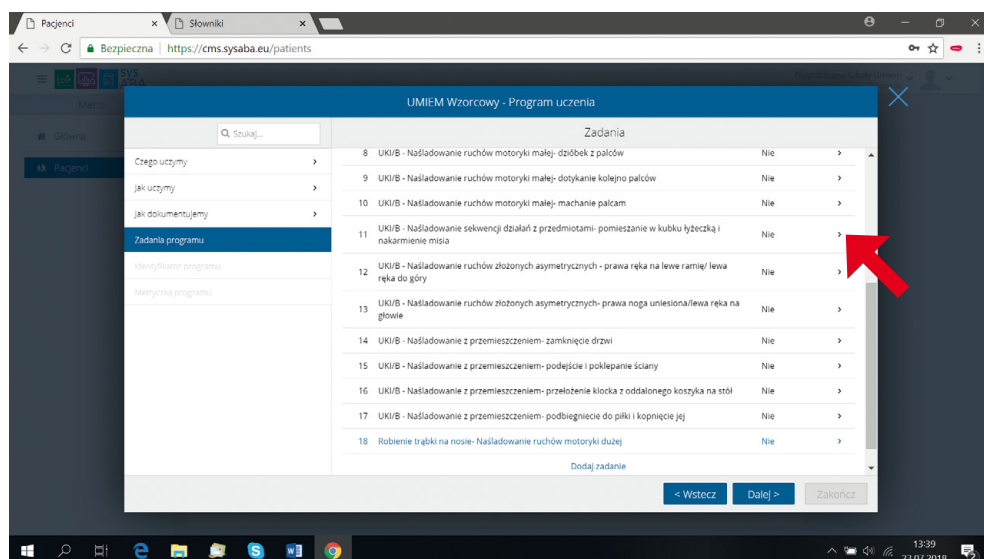 Pacjenci
Słowniki
Bezpieczna
https://cms.sysaba.eu/patients
SYS
ABA
Menu
UMIEM Wzorcowy - Program uczenia
Główna
Szukaj...
Zadania
Pacjenci
Czego uczymy
Jak uczymy
Jak dokumentujemy
Zadania programu
Identyfikator programu
Metryczka programu
8 UKI/B - Naśladowanie ruchów motoryki małej- dzióbek z palców Nie
9 UKI/B - Naśladowanie ruchów motoryki małej- dotykanie kolejno palców Nie
10 UKI/B - Naśladowanie ruchów motoryki małej- machanie palcam Nie
11 UKI/B - Naśladowanie sekwencji działań z przedmiotami- pomieszanie w kubku łyżeczką i Nie
nakarmienie misia
12 UKI/B - Naśladowanie ruchów złożonych asymetrycznych - prawa ręka na lewe ramię/ lewa Nie
ręka do góry
13 UKI/B - Naśladowanie ruchów złożonych asymetrycznych- prawa noga uniesiona/lewa ręka na Nie
głowie
14 UKI/B - Naśladowanie z przemieszczeniem- zamknięcie drzwi Nie
15 UKI/B - Naśladowanie z przemieszczeniem- podejście i poklepanie ściany Nie
16 UKI/B - Naśladowanie z przemieszczeniem- przełożenie klocka z oddalonego koszyka na stół Nie
17 UKI/B - Naśladowanie z przemieszczeniem- podbiegniecie do piłki i kopnięcie jej Nie
18 Robienie trąbki na nosie- Naśladowanie ruchów motoryki dużej Nie
Dodaj zadanie
< Wstecz
Dalej >
Zakończ
13:39
22.07.2018